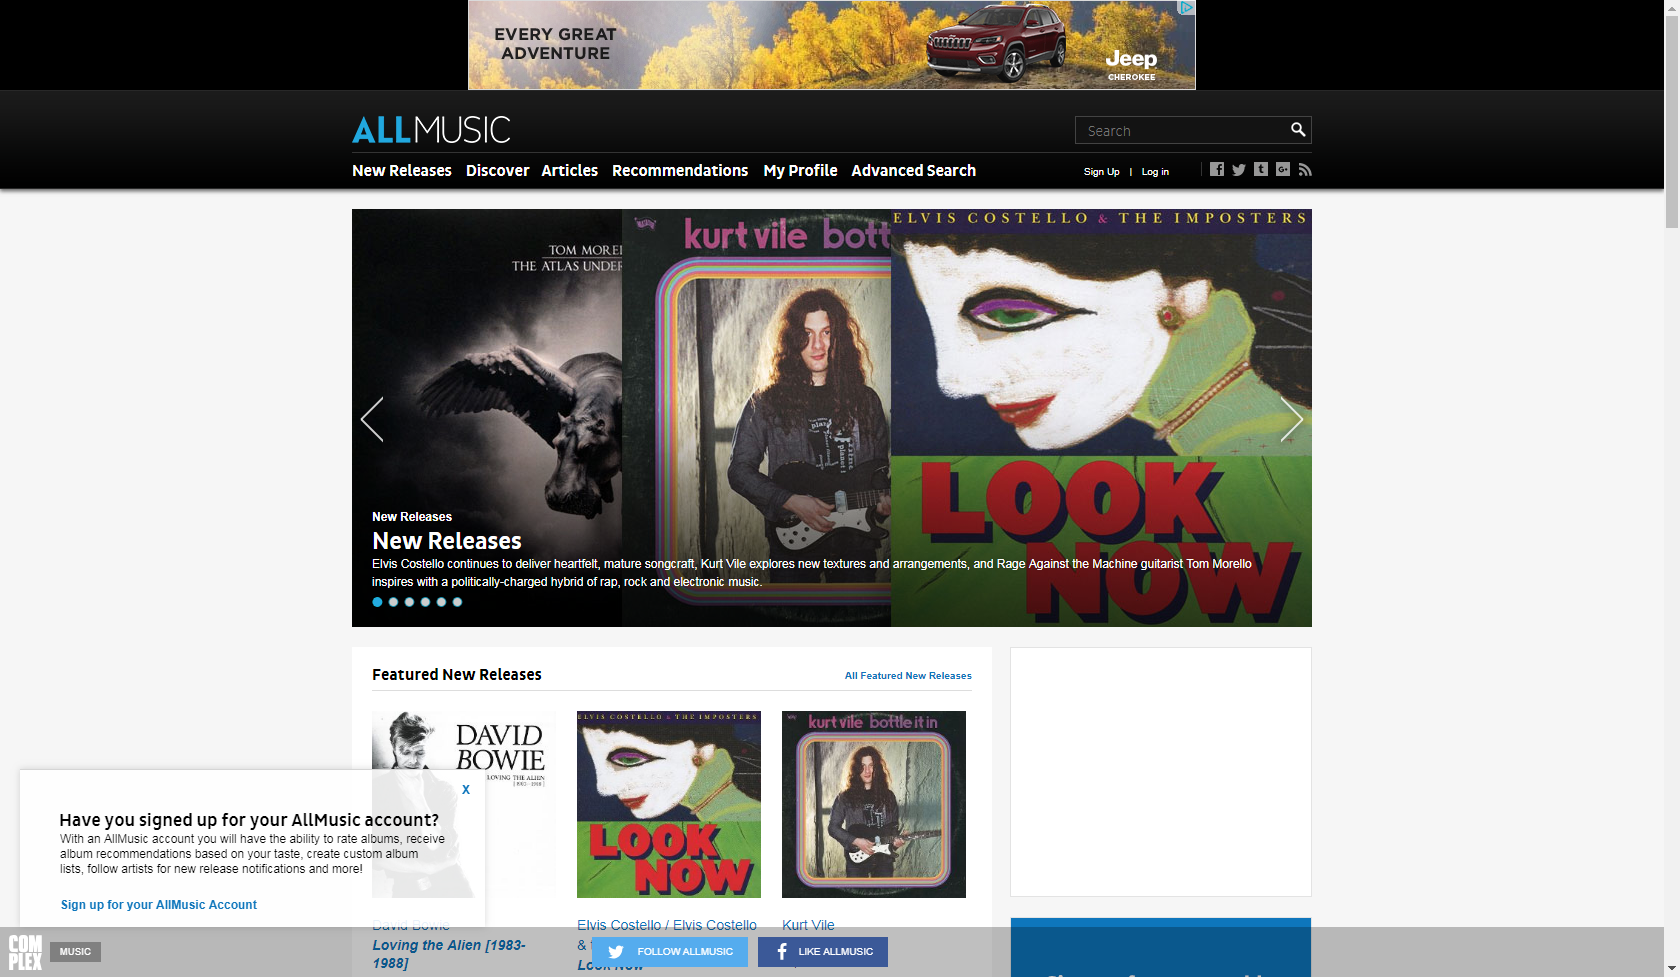 EVERY GREAT
ADVENTURE
Jeep
CHEROKEE
ALLMUSIC
Search
New Releases Discover Articles Recommendations My Profile Advanced Search
Sign Up | Log in
TOM MOREL
THE ATLAS UNDER
kurt vile bott
ELVIS COSTELLO & THE IMPOSTERS
LOOK
NOW
New Releases
New Releases
Elvis Costello continues to deliver heartfelt, mature songcraft, Kurt Vile explores new textures and arrangements, and Rage Against the Machine guitarist Tom Morello
inspires with a politically-charged hybrid of rap, rock and electronic music.
Featured New Releases
All Featured New Releases
DAVID
BOWIE
LOVING THE ALIEN
[1983–1988]
ELVIS COSTELLO & THE IMPOSTERS
LOOK
NOW
kurt vile bottle it in
X
Have you signed up for your AllMusic account?
With an AllMusic account you will have the ability to rate albums, receive
album recommendations based on your taste, create custom album
lists, follow artists for new release notifications and more!
Sign up for your AllMusic Account
David Bowie
Loving the Alien [1983-
1988]
Elvis Costello / Elvis Costello
&
Look Now
Kurt Vile
COM
PLEX
MUSIC
FOLLOW ALLMUSIC
LIKE ALLMUSIC